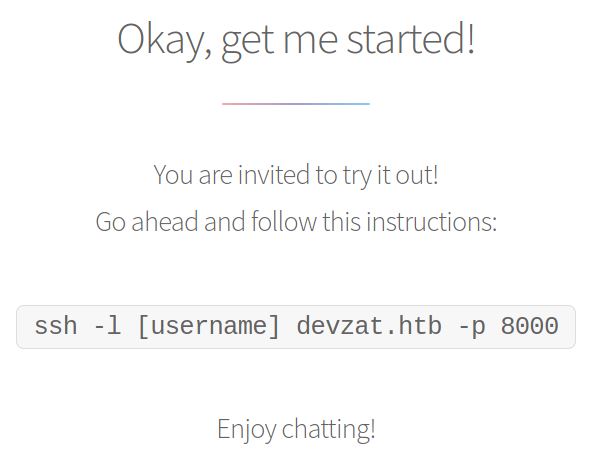 Okay, get me started!
You are invited to try it out!
Go ahead and follow this instructions:
ssh -l [username] devzat.htb -p 8000
Enjoy chatting!